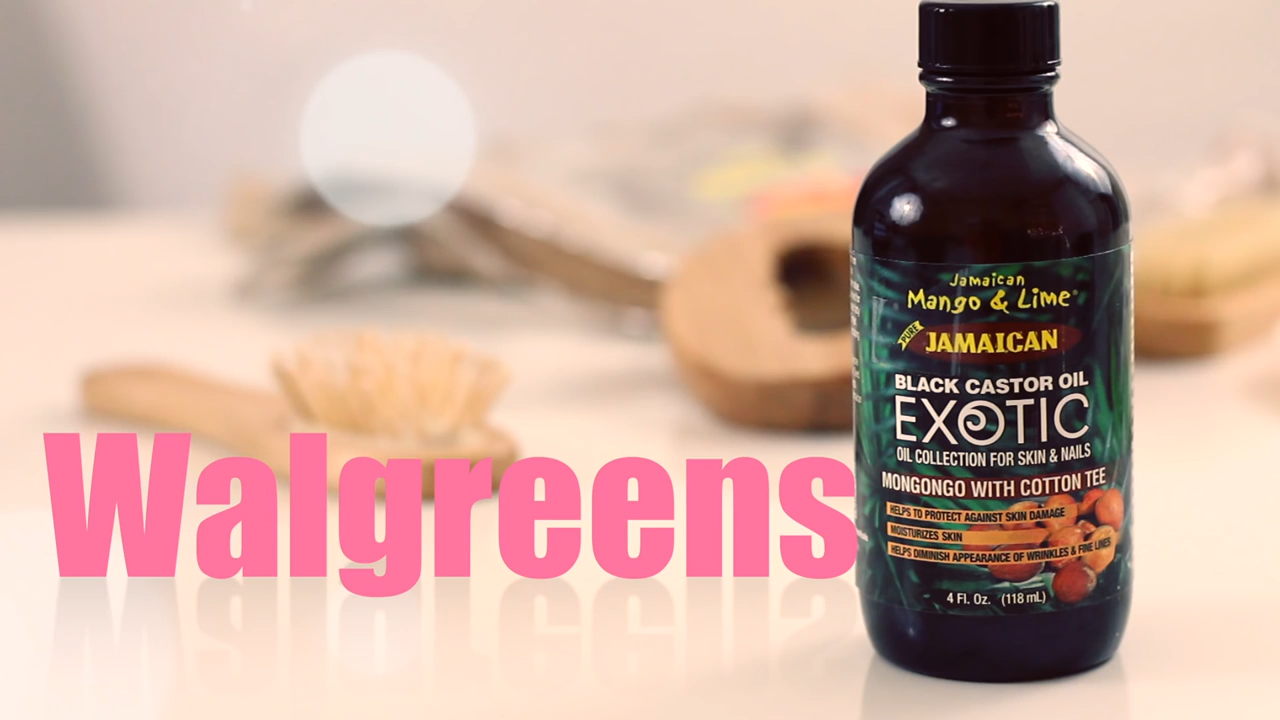 Walgreens
Jamaican
Mango & Lime
PURE
JAMAICAN
BLACK CASTOR OIL
EXOTIC
OIL COLLECTION FOR SKIN & NAILS
MONGONGO WITH COTTON TEE
HELPS TO PROTECT AGAINST SKIN DAMAGE
MOISTURIZES SKIN
HELPS DIMINISH APPEARANCE OF WRINKLES & FINE LINES
4 Fl. Oz. (118 mL)